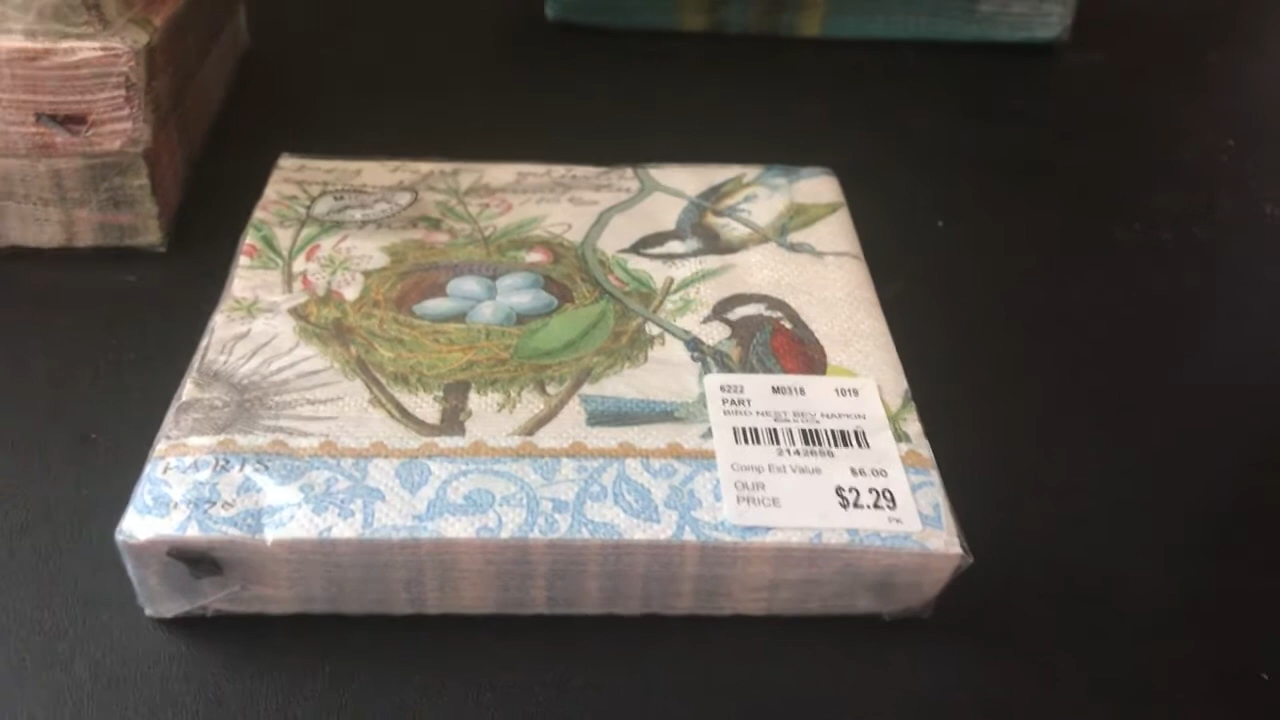 6222 M0318 1019
PART
BIRD NEST BEV NAPKIN
2142688
Comp Est Value $6.00
OUR
PRICE $2.29
PK
PARIS